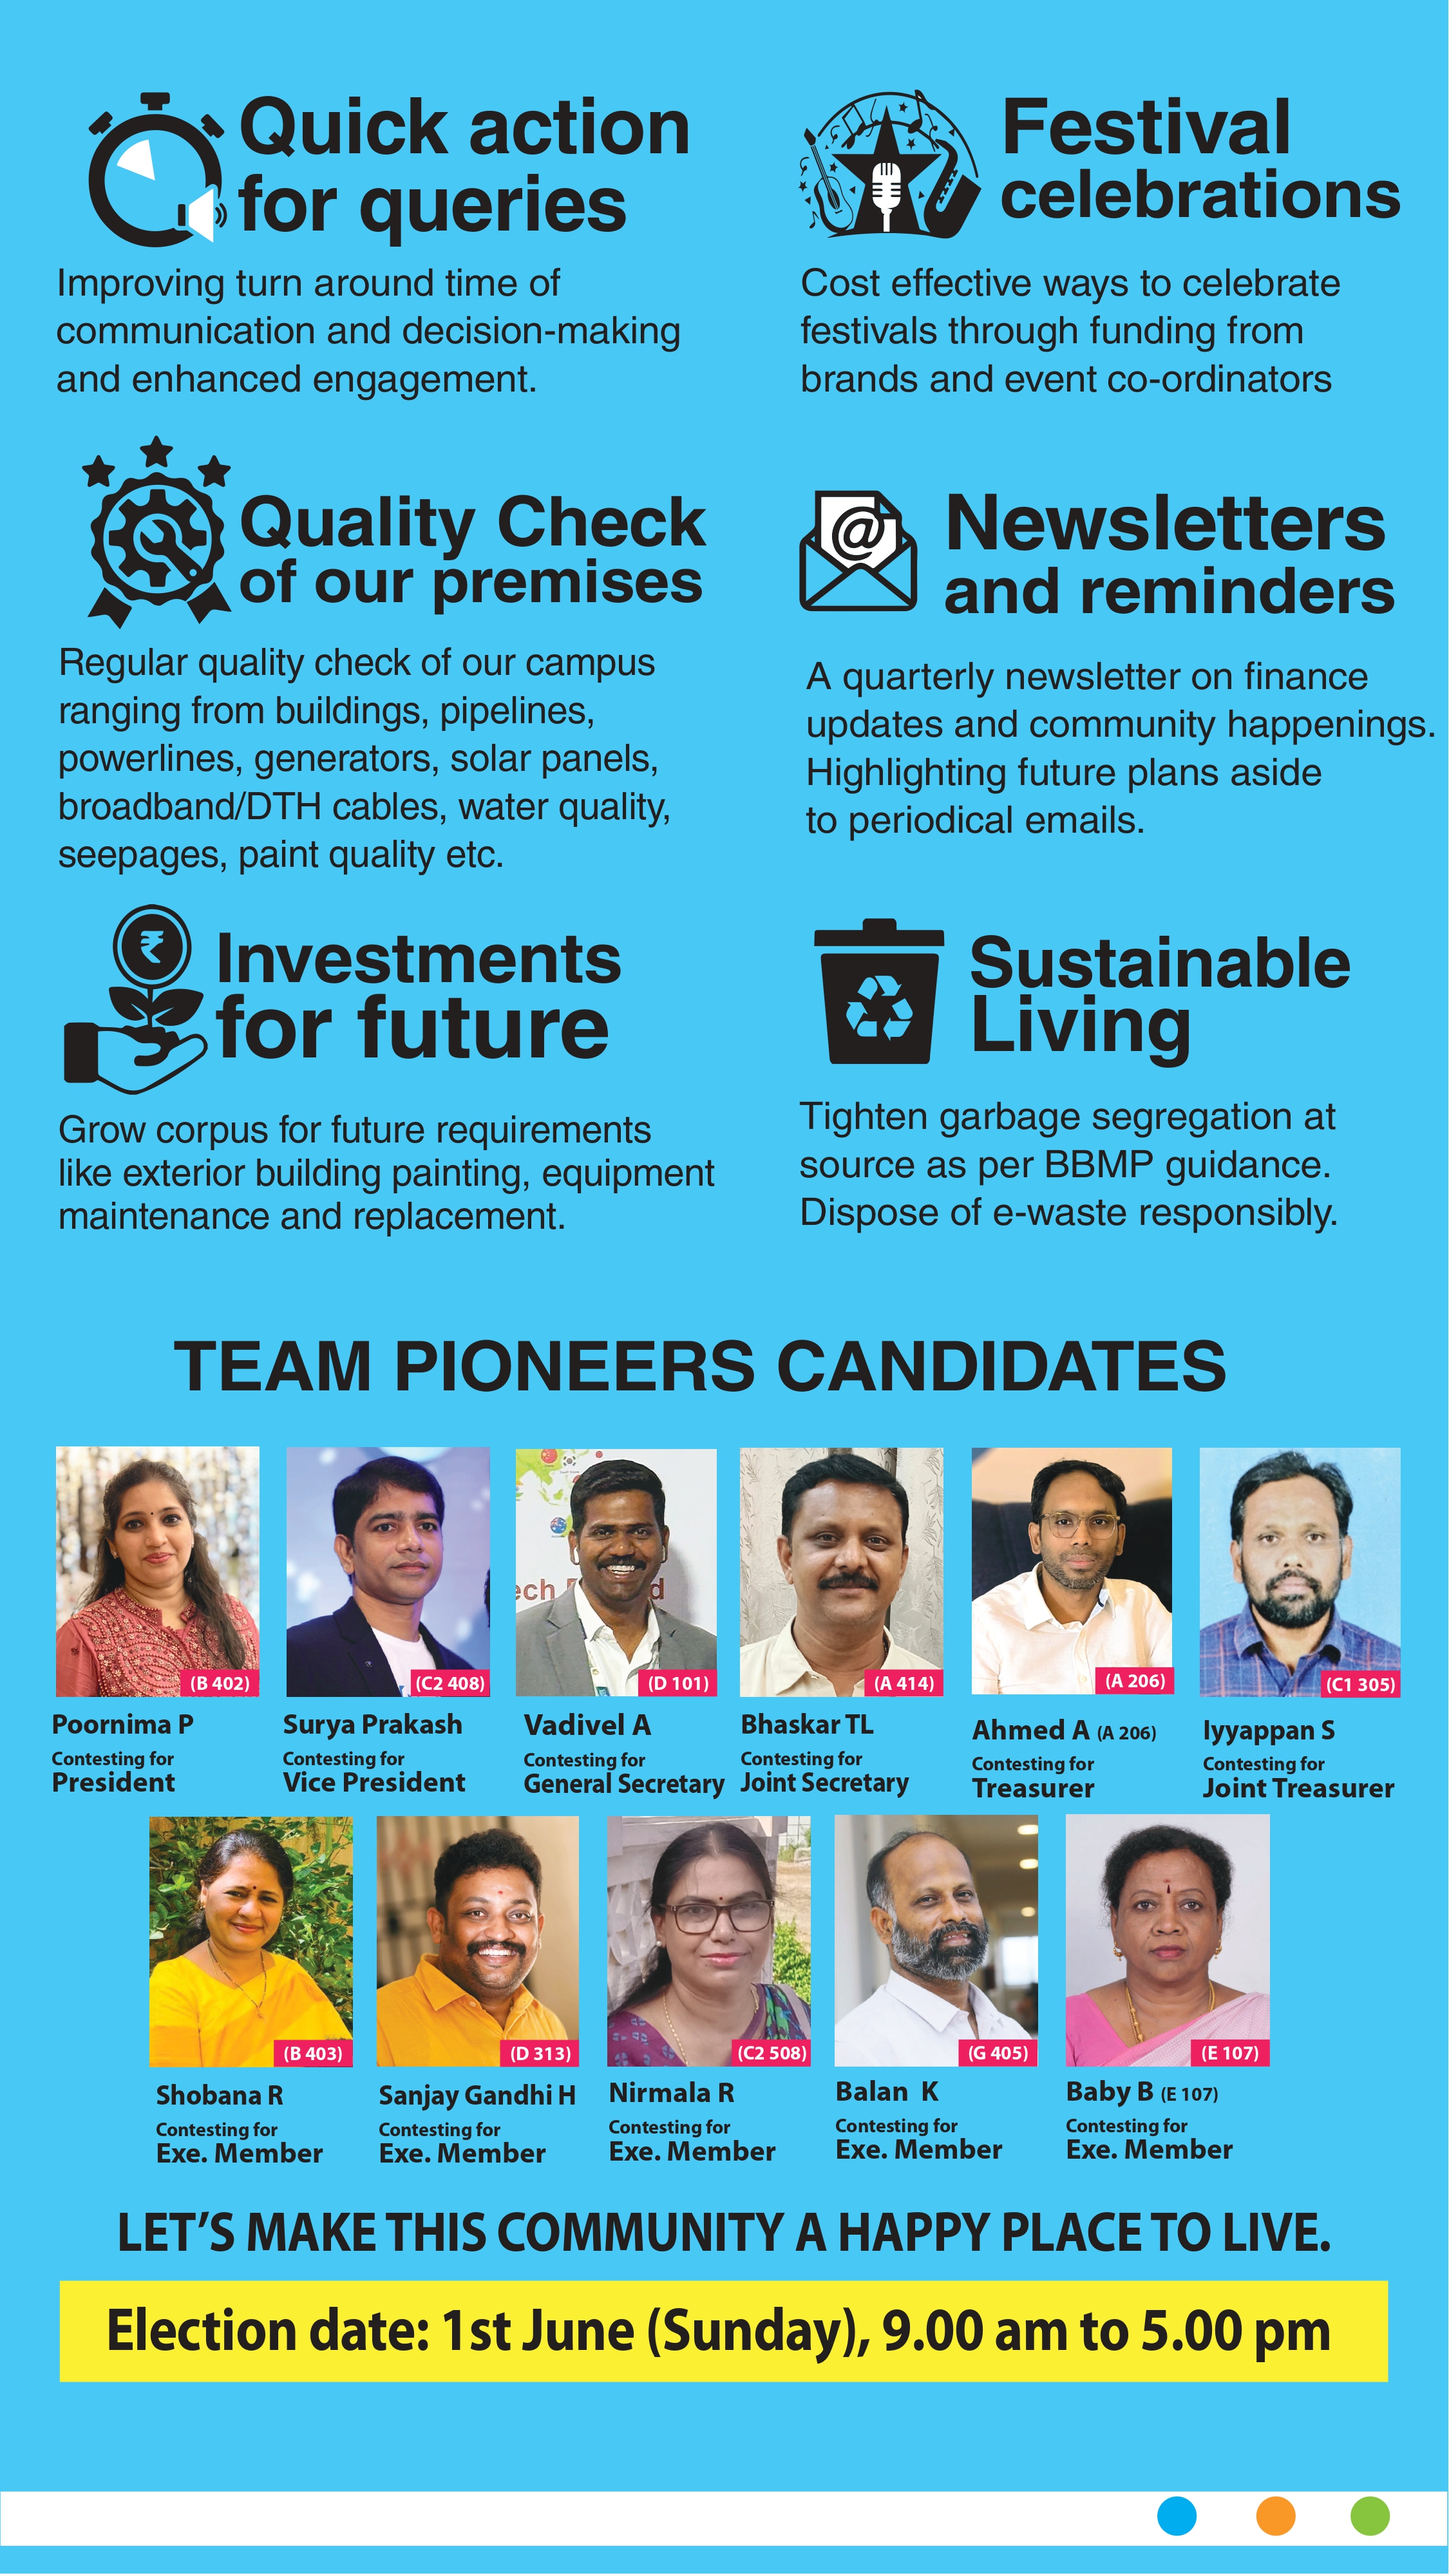 Quick action
for queries
Improving turn around time of
communication and decision-making
and enhanced engagement.
Festival
celebrations
Cost effective ways to celebrate
festivals through funding from
brands and event co-ordinators
Quality Check
of our premises
Regular quality check of our campus
ranging from buildings, pipelines,
powerlines, generators, solar panels,
broadband/DTH cables, water quality,
seepages, paint quality etc.
@
Newsletters
and reminders
A quarterly newsletter on finance
updates and community happenings.
Highlighting future plans aside
to periodical emails.
₹
Investments
for future
Grow corpus for future requirements
like exterior building painting, equipment
maintenance and replacement.
Sustainable
Living
Tighten garbage segregation at
source as per BBMP guidance.
Dispose of e-waste responsibly.
TEAM PIONEERS CANDIDATES
(B 402)
Poornima P
Contesting for
President
(C2 408)
Surya Prakash
Contesting for
Vice President
(D 101)
Vadivel A
Contesting for
General Secretary
(A 414)
Bhaskar TL
Contesting for
Joint Secretary
(A 206)
Ahmed A (A 206)
Contesting for
Treasurer
(C1 305)
Iyyappan S
Contesting for
Joint Treasurer
(B 403)
Shobana R
Contesting for
Exe. Member
(D 313)
Sanjay Gandhi H
Contesting for
Exe. Member
(C2 508)
Nirmala R
Contesting for
Exe. Member
(G 405)
Balan K
Contesting for
Exe. Member
(E 107)
Baby B (E 107)
Contesting for
Exe. Member
LET'S MAKE THIS COMMUNITY A HAPPY PLACE TO LIVE.
Election date: 1st June (Sunday), 9.00 am to 5.00 pm